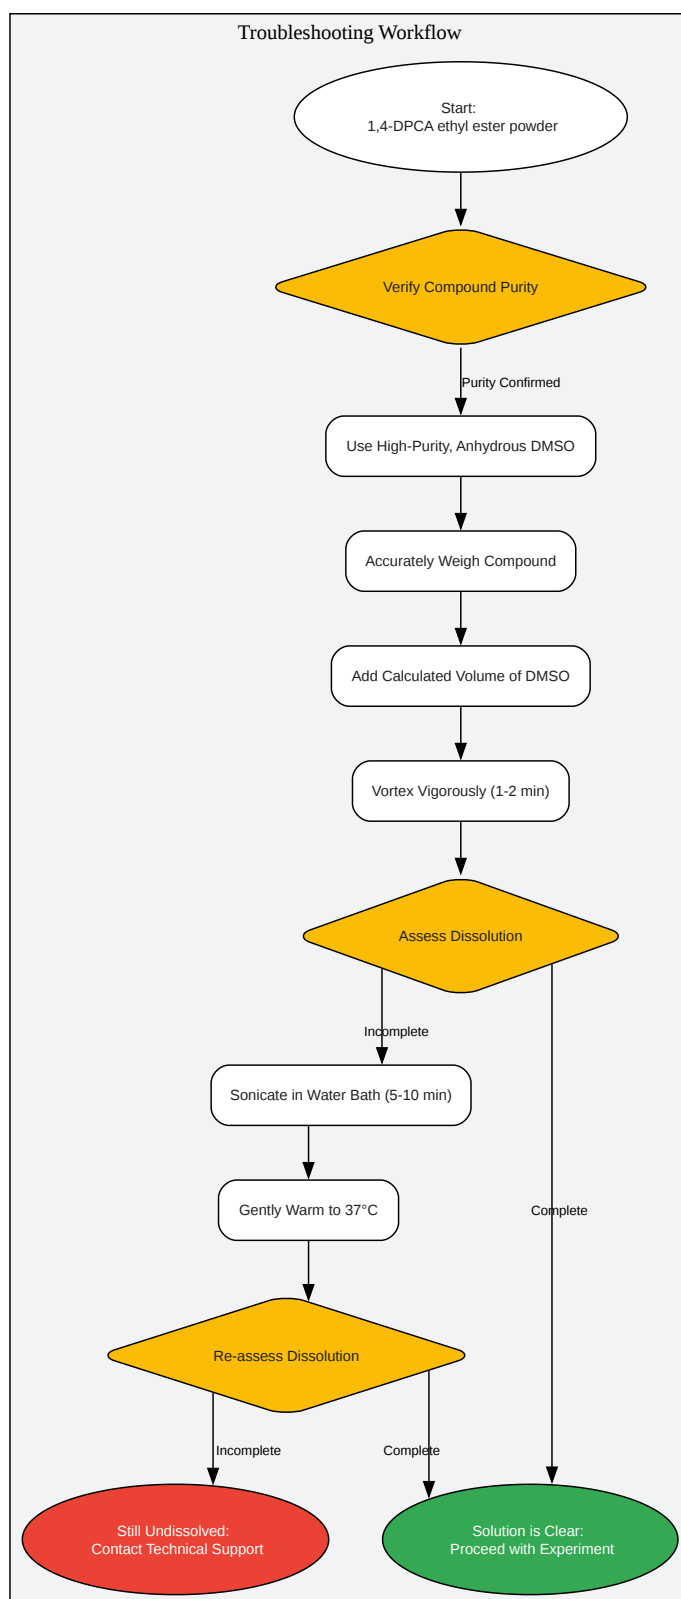 Troubleshooting Workflow
Start:
1,4-DPCA ethyl ester powder
Verify Compound Purity
Purity Confirmed
Use High-Purity, Anhydrous DMSO
Accurately Weigh Compound
Add Calculated Volume of DMSO
Vortex Vigorously (1-2 min)
Assess Dissolution
Incomplete
Sonicate in Water Bath (5-10 min)
Gently Warm to 37°C
Complete
Re-assess Dissolution
Incomplete
Complete
Still Undissolved:
Contact Technical Support
Solution is Clear:
Proceed with Experiment